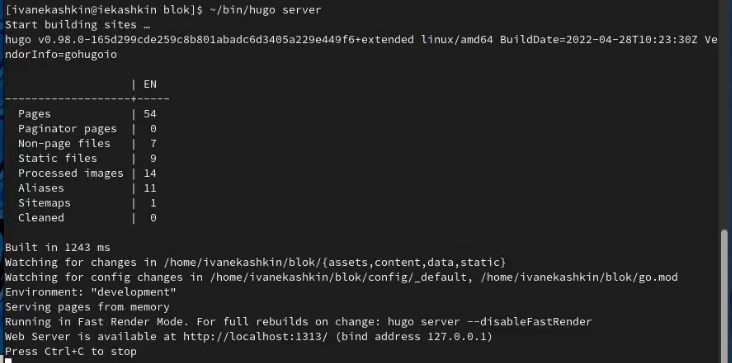 [ivanekashkin@iekashkin blok]$ ~/bin/hugo server
Start building sites …
hugo v0.98.0-165d299cde259c8b801abadc6d3405a229e449f6+extended linux/amd64 BuildDate=2022-04-28T10:23:30Z Ve
ndorInfo=gohugoio
                   | EN
-------------------+-----
  Pages            | 54
  Paginator pages  |  0
  Non-page files   |  7
  Static files     |  9
  Processed images | 14
  Aliases          | 11
  Sitemaps         |  1
  Cleaned          |  0
Built in 1243 ms
Watching for changes in /home/ivanekashkin/blok/{assets,content,data,static}
Watching for config changes in /home/ivanekashkin/blok/config/_default, /home/ivanekashkin/blok/go.mod
Environment: "development"
Serving pages from memory
Running in Fast Render Mode. For full rebuilds on change: hugo server --disableFastRender
Web Server is available at http://localhost:1313/ (bind address 127.0.0.1)
Press Ctrl+C to stop